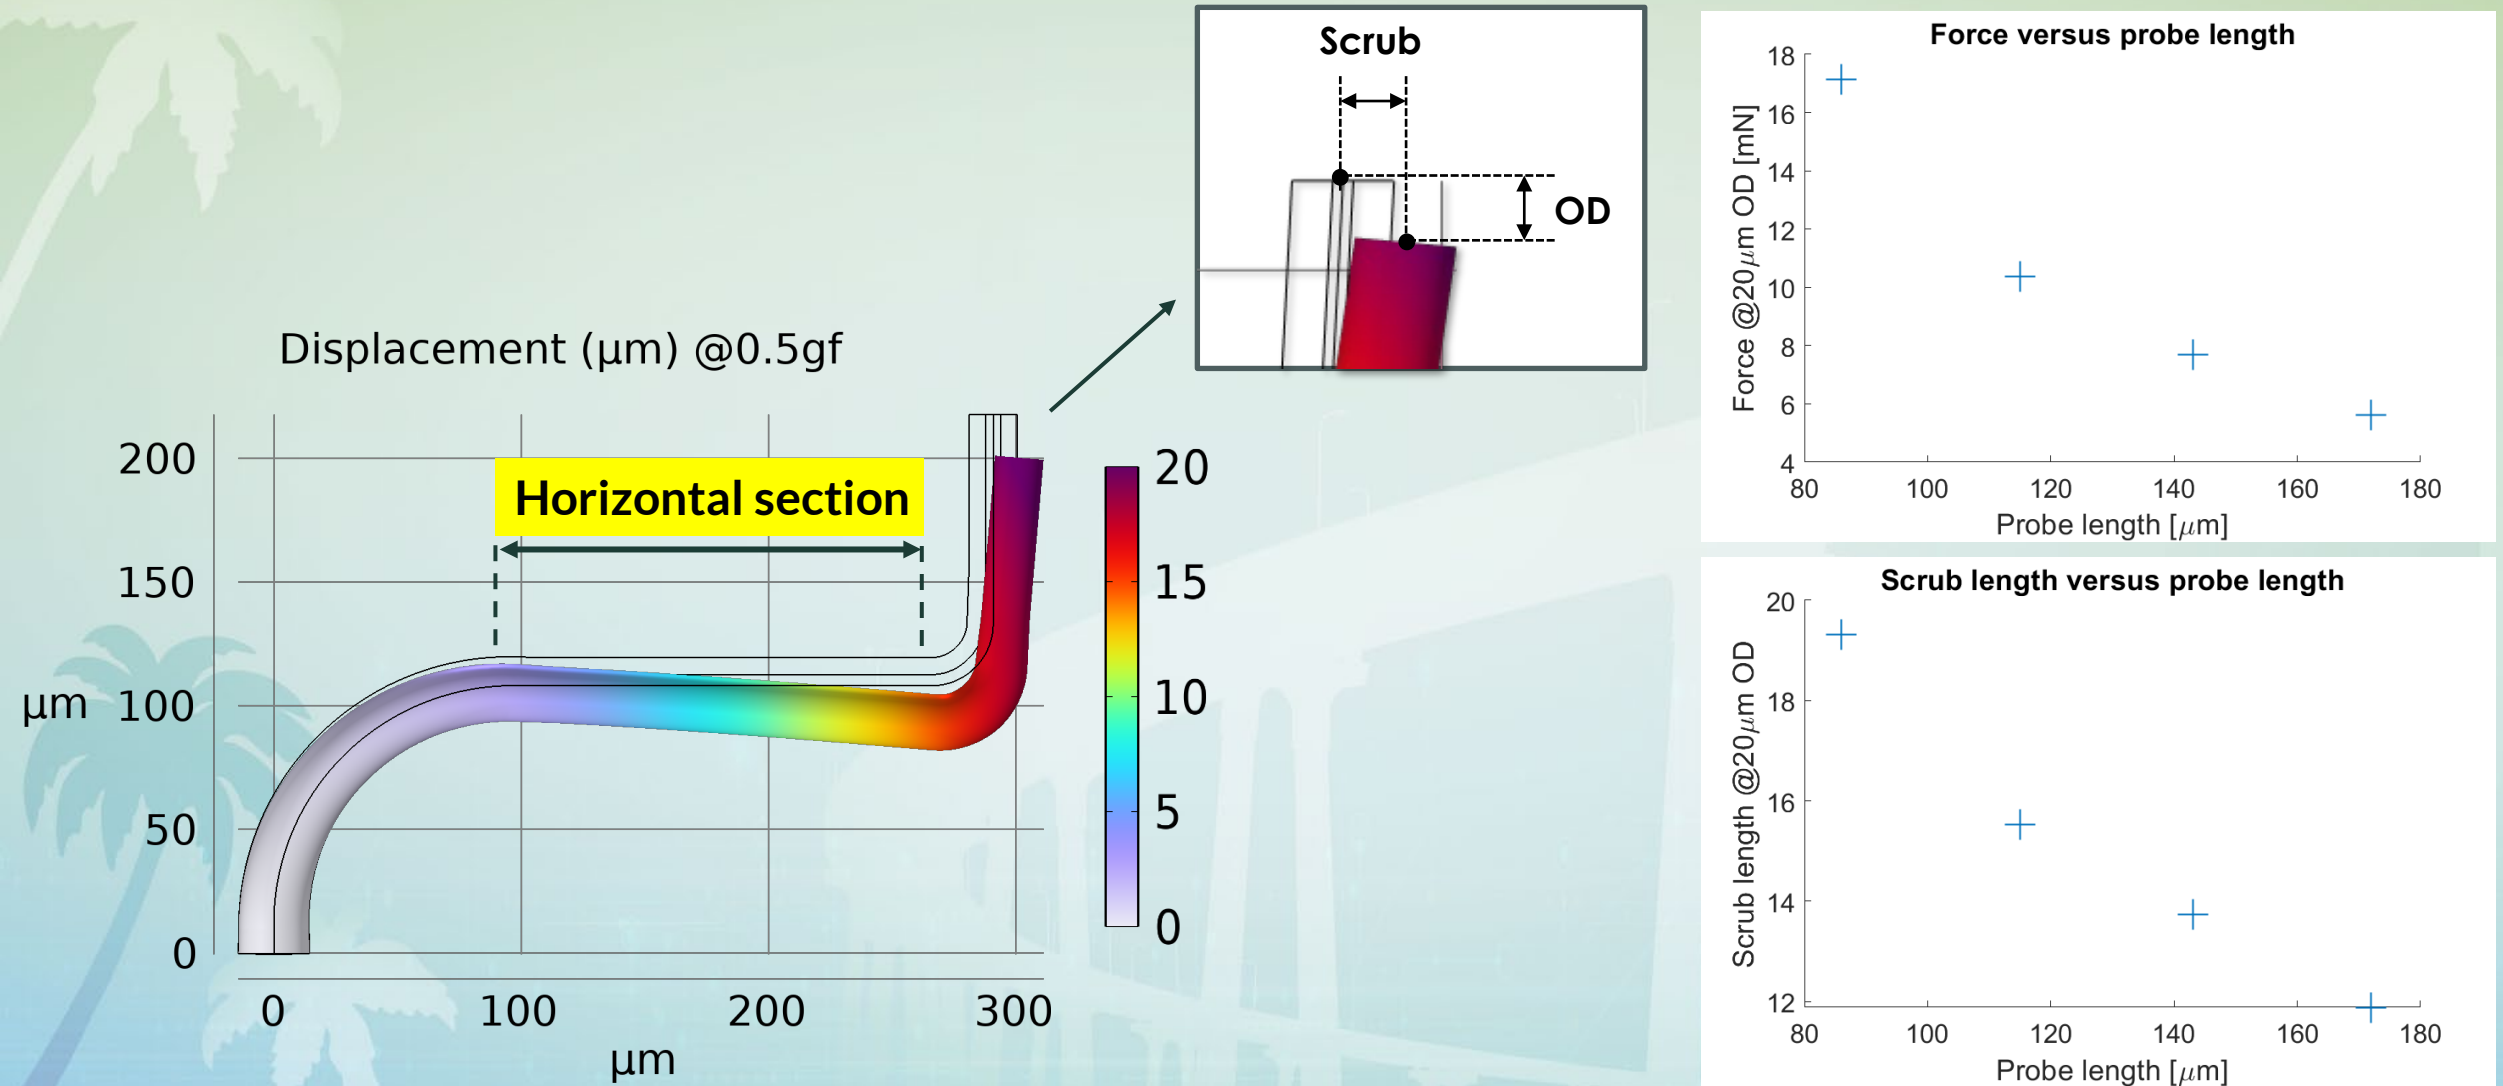 Displacement (µm) @0.5gf
200
150
µm 100
50
0
0 100 200 300
µm
Horizontal section
20
15
10
5
0
Scrub
OD
Force versus probe length
Force @20µm OD [mN]
18
16
14
12
10
8
6
4
80 100 120 140 160 180
Probe length [µm]
Scrub length versus probe length
Scrub length @20µm OD
20
18
16
14
12
80 100 120 140 160 180
Probe length [µm]